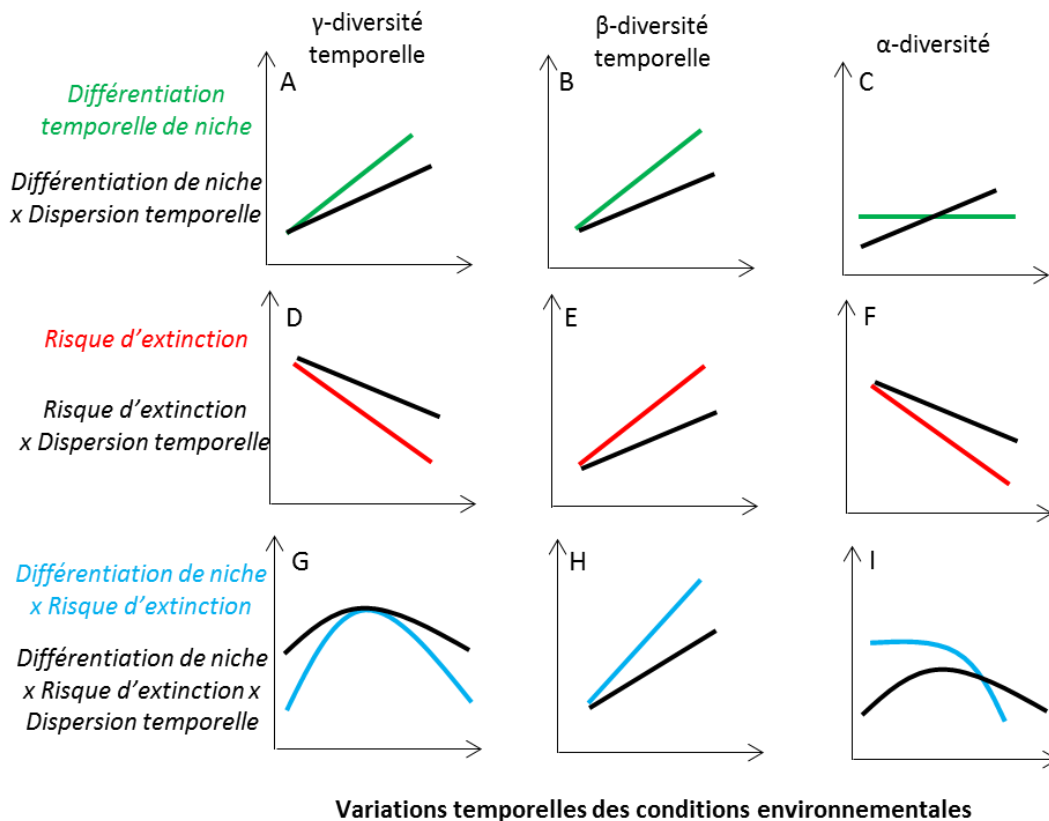 γ-diversité
temporelle
β-diversité
temporelle
α-diversité
Différentiation
temporelle de niche
Différentiation de niche
x Dispersion temporelle
A
B
C
Risque d’extinction
Risque d’extinction
x Dispersion temporelle
D
E
F
Différentiation de niche
x Risque d’extinction
Différentiation de niche
x Risque d’extinction x
Dispersion temporelle
G
H
I
Variations temporelles des conditions environnementales